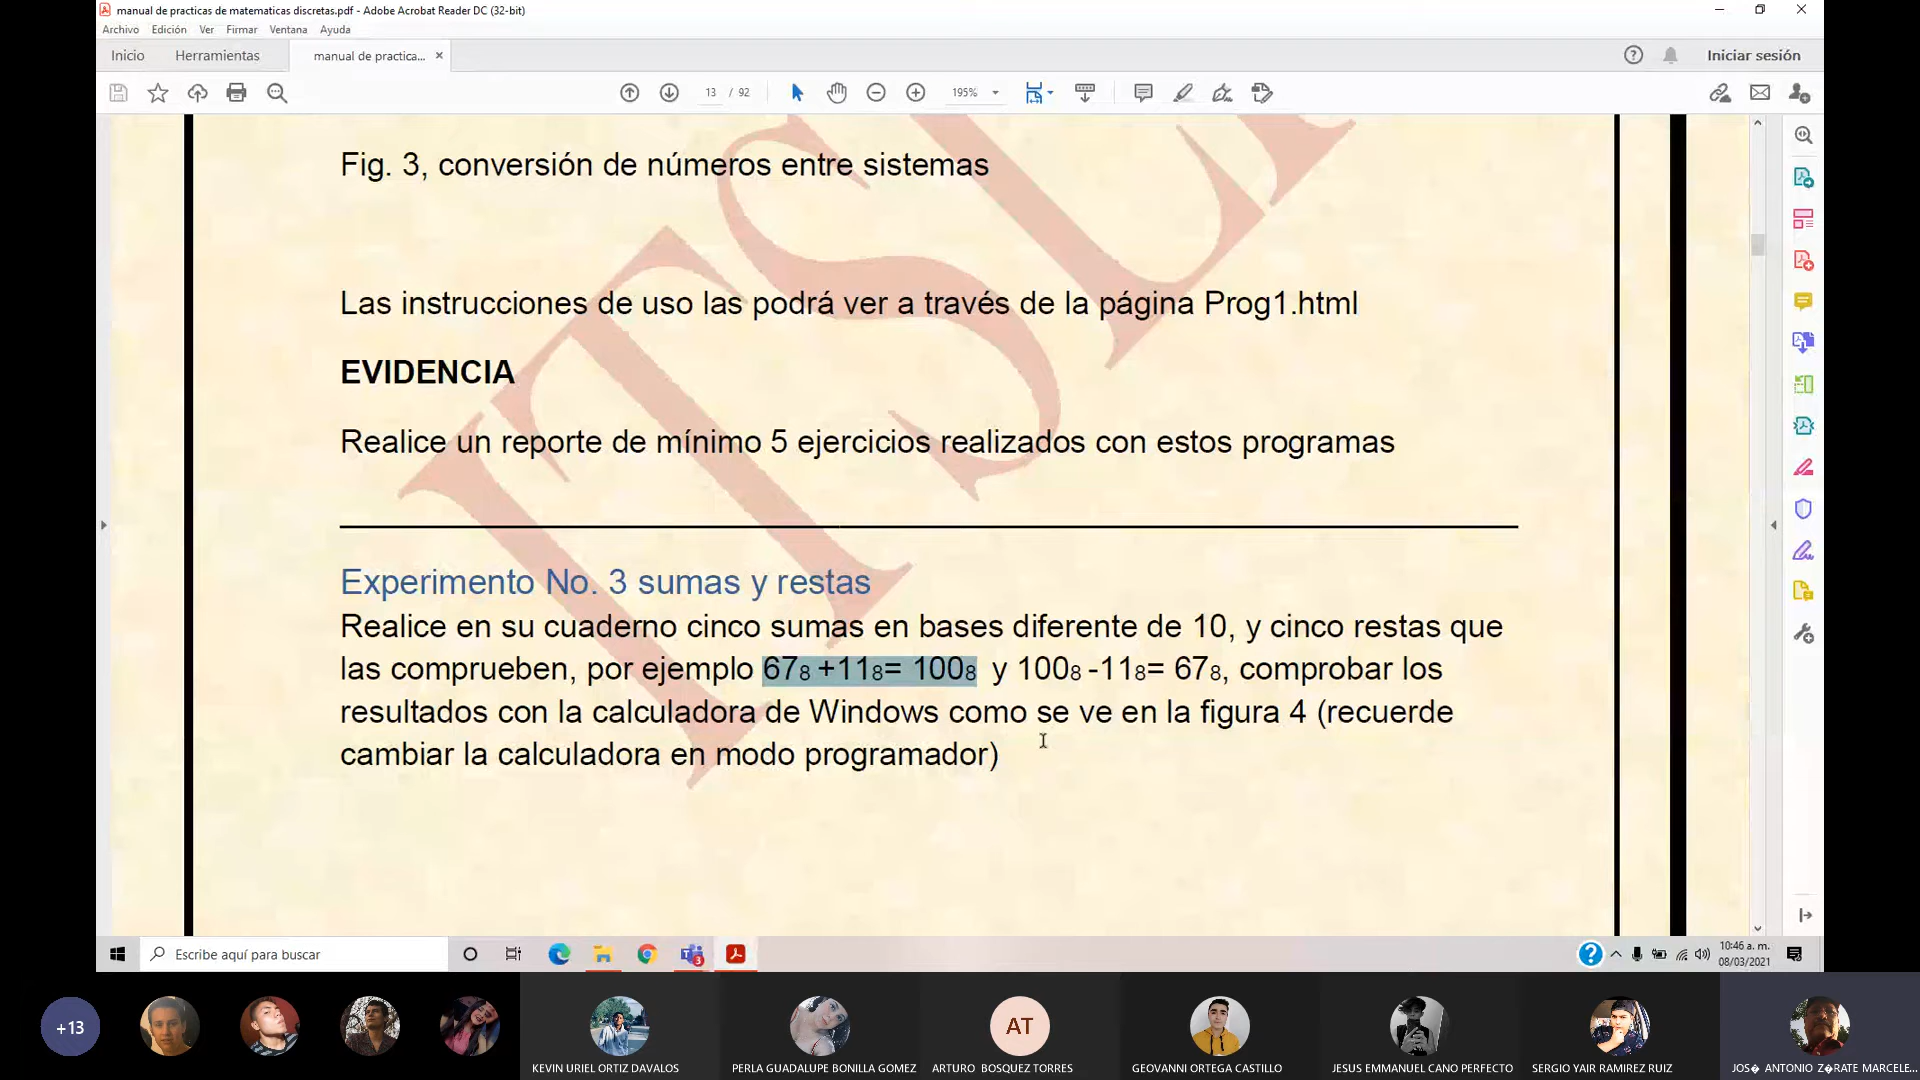 manual de practicas de matematicas discretas.pdf - Adobe Acrobat Reader DC (32-bit)
Archivo Edición Ver Firmar Ventana Ayuda
Inicio Herramientas manual de practica... × Iniciar sesión
13 / 92 195%
Fig. 3, conversión de números entre sistemas
Las instrucciones de uso las podrá ver a través de la página Prog1.html
EVIDENCIA
Realice un reporte de mínimo 5 ejercicios realizados con estos programas
Experimento No. 3 sumas y restas
Realice en su cuaderno cinco sumas en bases diferente de 10, y cinco restas que
las comprueben, por ejemplo 67₈ +11₈= 100₈ y 100₈ -11₈= 67₈, comprobar los
resultados con la calculadora de Windows como se ve en la figura 4 (recuerde
cambiar la calculadora en modo programador)
ITSLP
Escribe aquí para buscar
3
10:46 a. m.
08/03/2021
+13
AT
KEVIN URIEL ORTIZ DAVALOS PERLA GUADALUPE BONILLA GOMEZ ARTURO BOSQUEZ TORRES GEOVANNI ORTEGA CASTILLO JESUS EMMANUEL CANO PERFECTO SERGIO YAIR RAMIREZ RUIZ JOS� ANTONIO Z�RATE MARCELE...